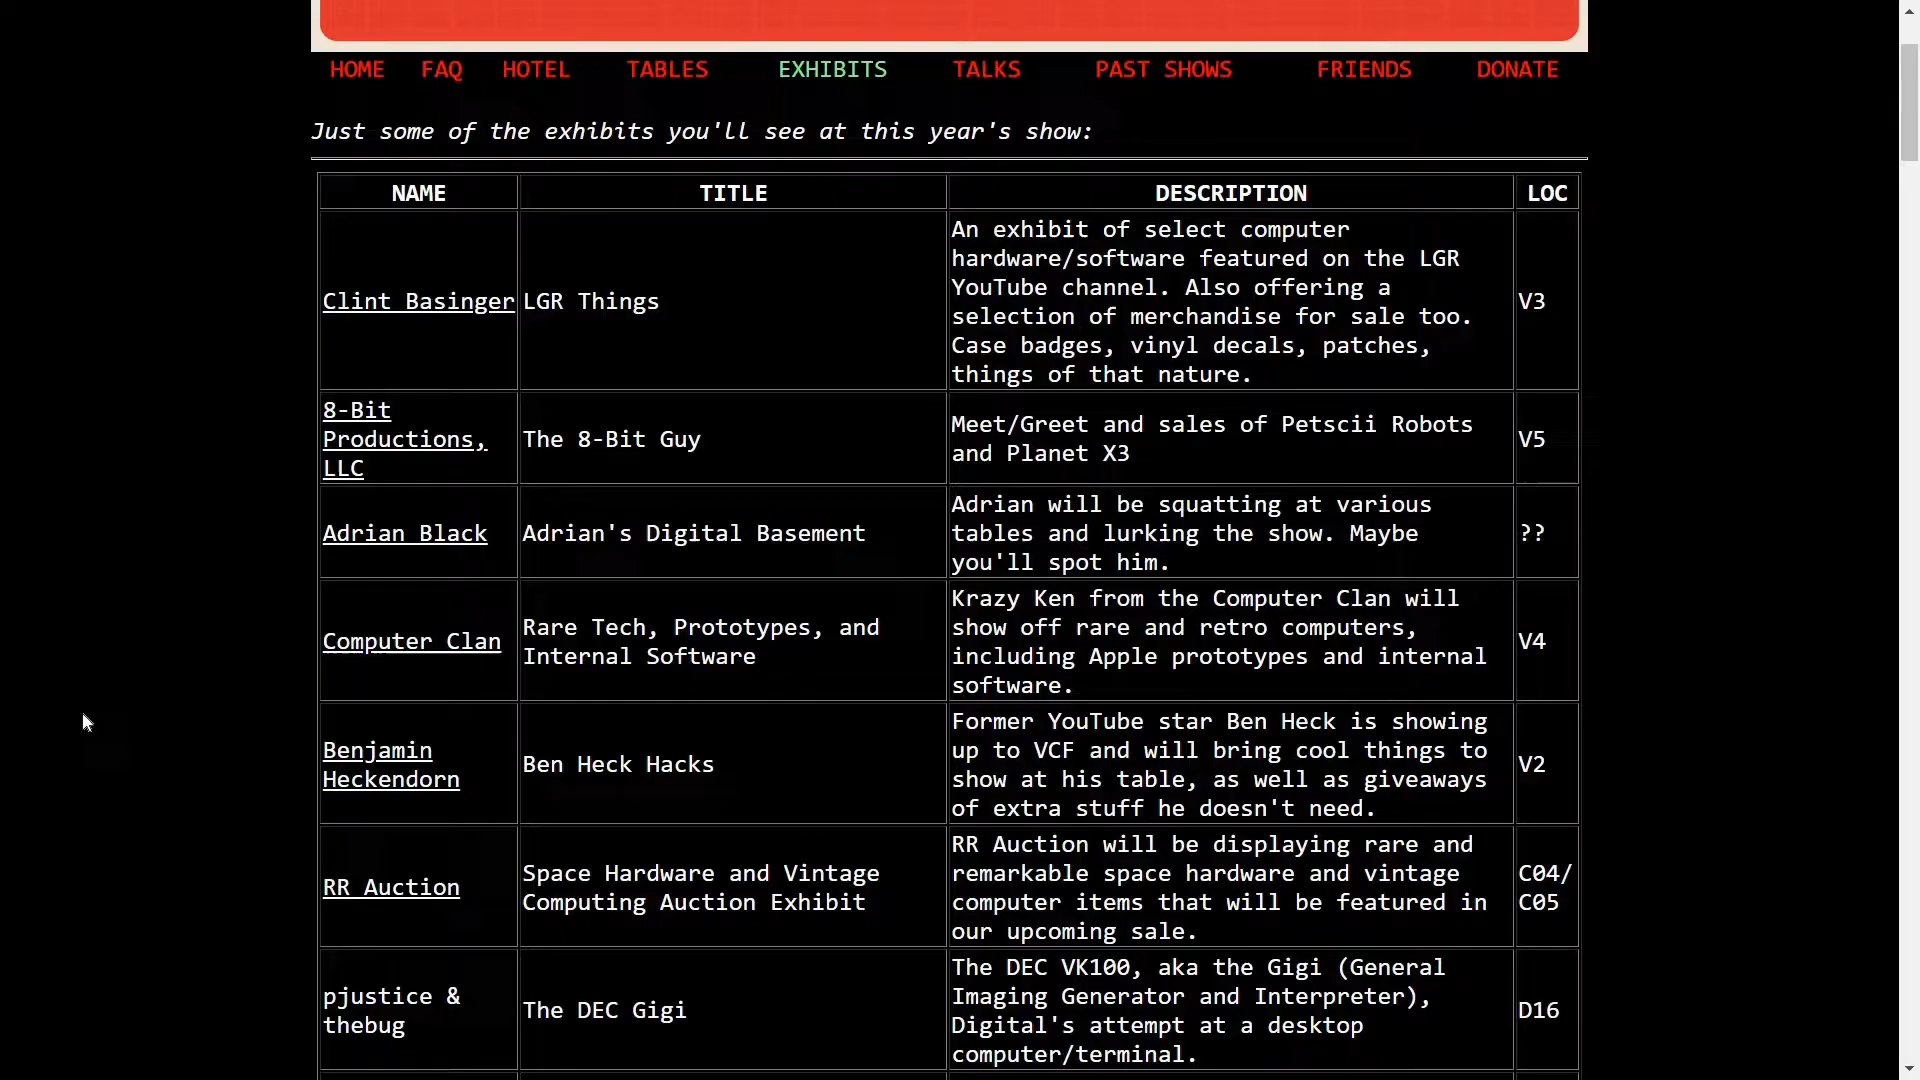 HOME FAQ HOTEL TABLES EXHIBITS TALKS PAST SHOWS FRIENDS DONATE
Just some of the exhibits you'll see at this year's show:
NAME TITLE DESCRIPTION LOC
Clint Basinger
LGR Things
An exhibit of select computer
hardware/software featured on the LGR
YouTube channel. Also offering a
selection of merchandise for sale too.
Case badges, vinyl decals, patches,
things of that nature.
V3
8-Bit
Productions,
LLC
The 8-Bit Guy
Meet/Greet and sales of Petscii Robots
and Planet X3
V5
Adrian Black
Adrian's Digital Basement
Adrian will be squatting at various
tables and lurking the show. Maybe
you'll spot him.
??
Computer Clan
Rare Tech, Prototypes, and
Internal Software
Krazy Ken from the Computer Clan will
show off rare and retro computers,
including Apple prototypes and internal
software.
V4
Benjamin
Heckendorn
Ben Heck Hacks
Former YouTube star Ben Heck is showing
up to VCF and will bring cool things to
show at his table, as well as giveaways
of extra stuff he doesn't need.
V2
RR Auction
Space Hardware and Vintage
Computing Auction Exhibit
RR Auction will be displaying rare and
remarkable space hardware and vintage
computer items that will be featured in
our upcoming sale.
C04/
C05
pjustice &
thebug
The DEC Gigi
The DEC VK100, aka the Gigi (General
Imaging Generator and Interpreter),
Digital's attempt at a desktop
computer/terminal.
D16